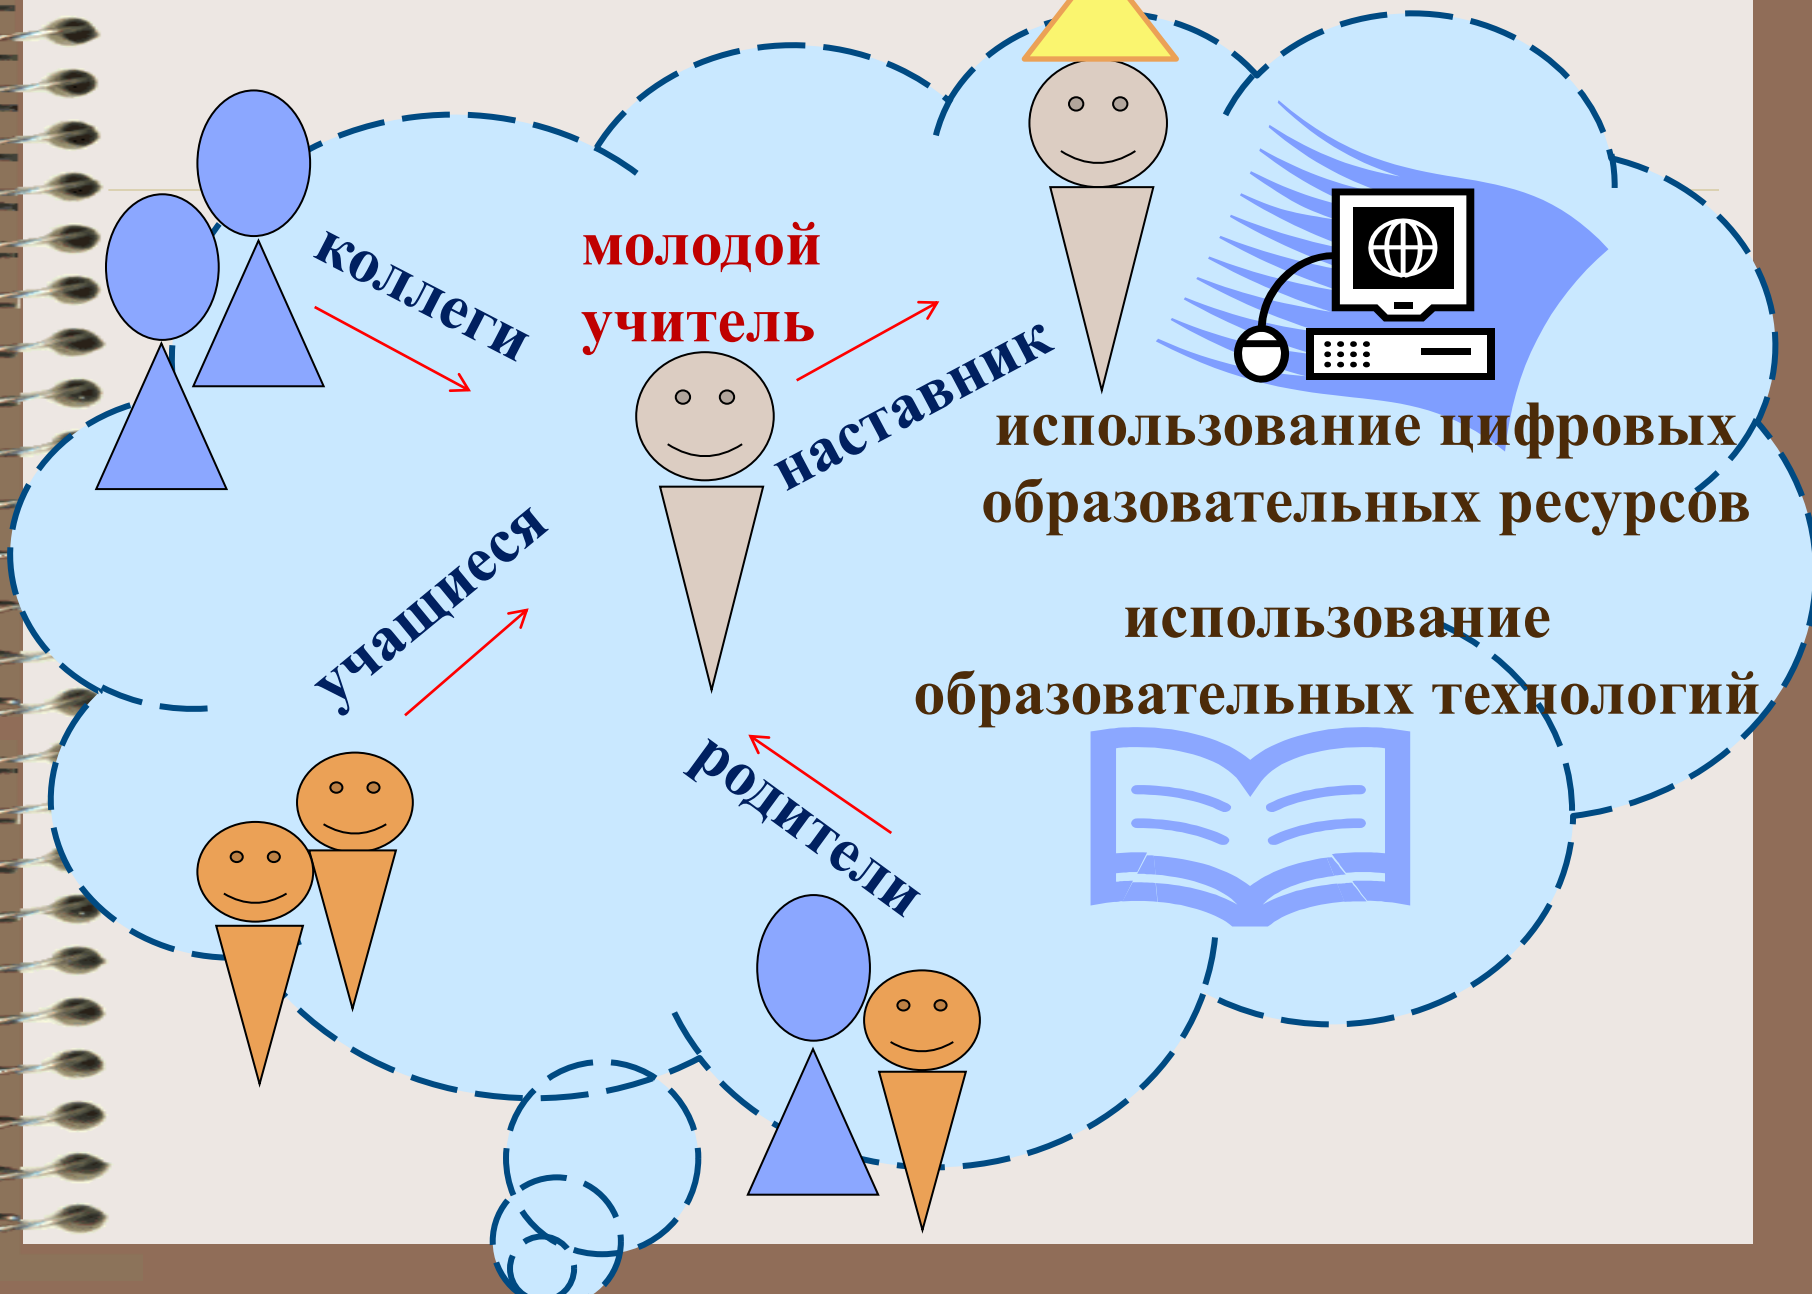 коллеги
молодой
учитель
наставник
использование цифровых
образовательных ресурсов
учащиеся
использование
образовательных технологий
родители